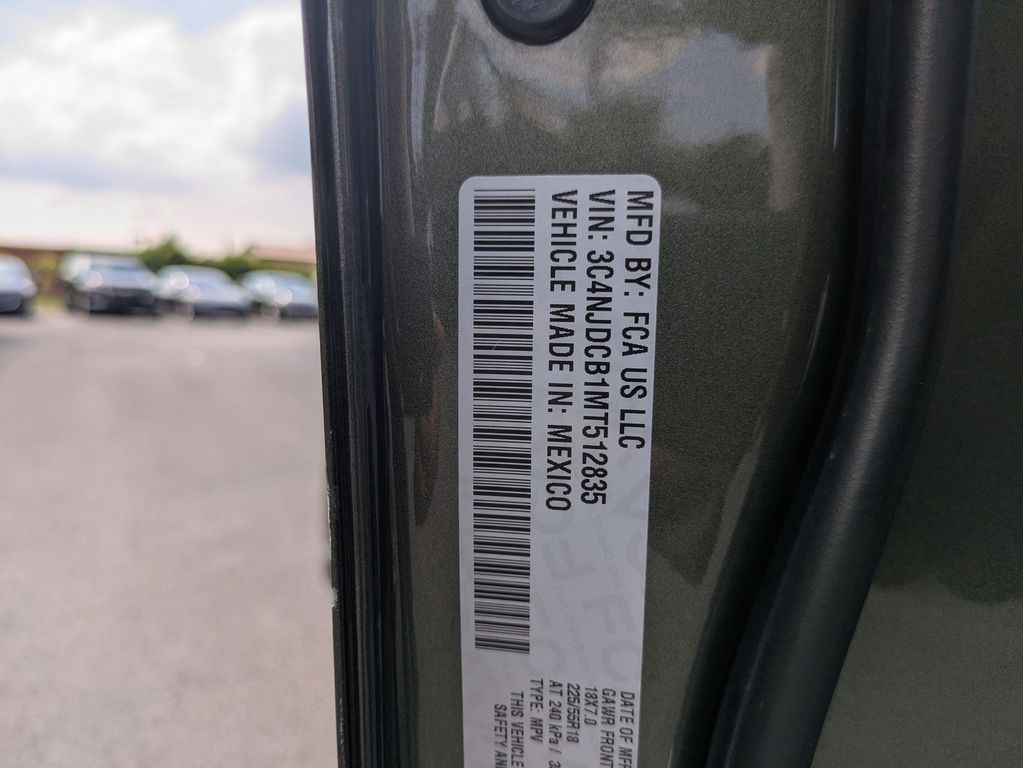 MFD BY: FCA US LLC
VIN: 3C4NJDCB1MT512835
VEHICLE MADE IN: MEXICO
DATE OF MFR
GAWR FRONT
18X7.0
225/55R18
AT 240 kPa /
TYPE: MPV
THIS VEHICLE
SAFETY AND